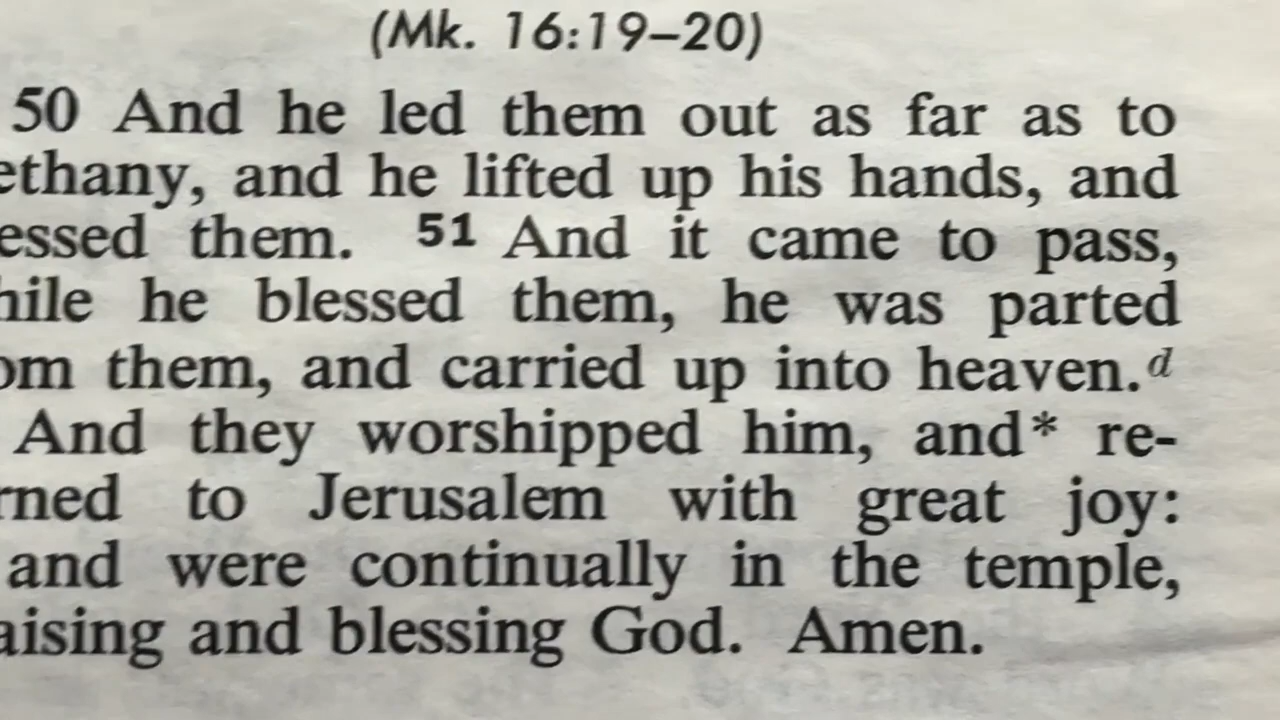 (Mk. 16:19–20)
50 And he led them out as far as to
ethany, and he lifted up his hands, and
essed them. 51 And it came to pass,
hile he blessed them, he was parted
om them, and carried up into heaven.d
And they worshipped him, and* re-
rned to Jerusalem with great joy:
and were continually in the temple,
aising and blessing God. Amen.